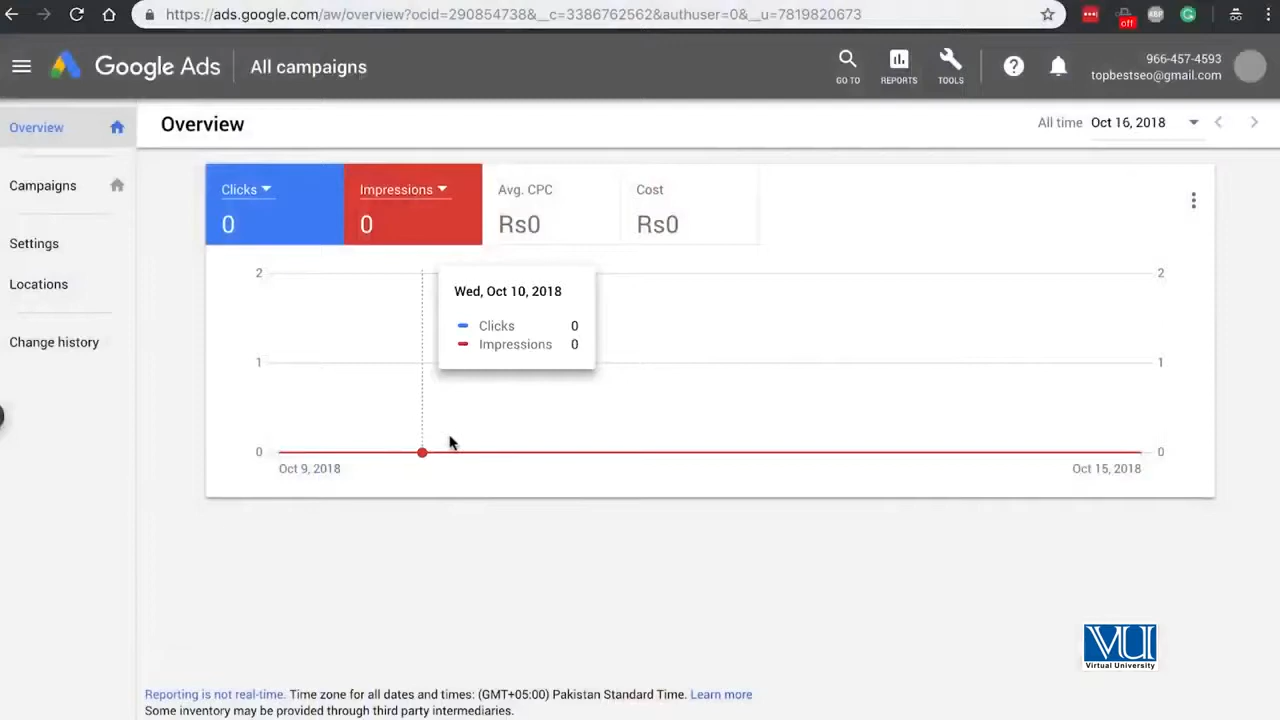 https://ads.google.com/aw/overview?ocid=290854738&__c=3386762562&authuser=0&__u=7819820673
off
ABP
Google Ads
All campaigns
GO TO
REPORTS
TOOLS
966-457-4593
topbestseo@gmail.com
Overview
Campaigns
Settings
Locations
Change history
Overview
All time Oct 16, 2018
Clicks
0
Impressions
0
Avg. CPC
Rs0
Cost
Rs0
2
2
Wed, Oct 10, 2018
Clicks 0
Impressions 0
1
1
0
0
Oct 9, 2018
Oct 15, 2018
VU
Virtual University
Reporting is not real-time. Time zone for all dates and times: (GMT+05:00) Pakistan Standard Time. Learn more
Some inventory may be provided through third party intermediaries.